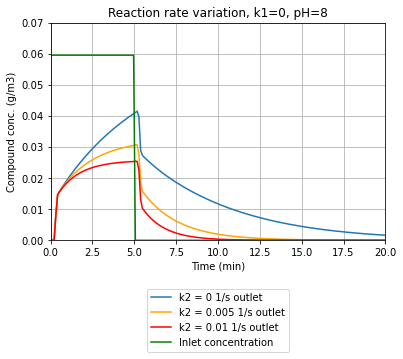 Reaction rate variation, k1=0, pH=8
Compound conc. (g/m3)
0.07
0.06
0.05
0.04
0.03
0.02
0.01
0.00
0.0 2.5 5.0 7.5 10.0 12.5 15.0 17.5 20.0
Time (min)
k2 = 0 1/s outlet
k2 = 0.005 1/s outlet
k2 = 0.01 1/s outlet
Inlet concentration